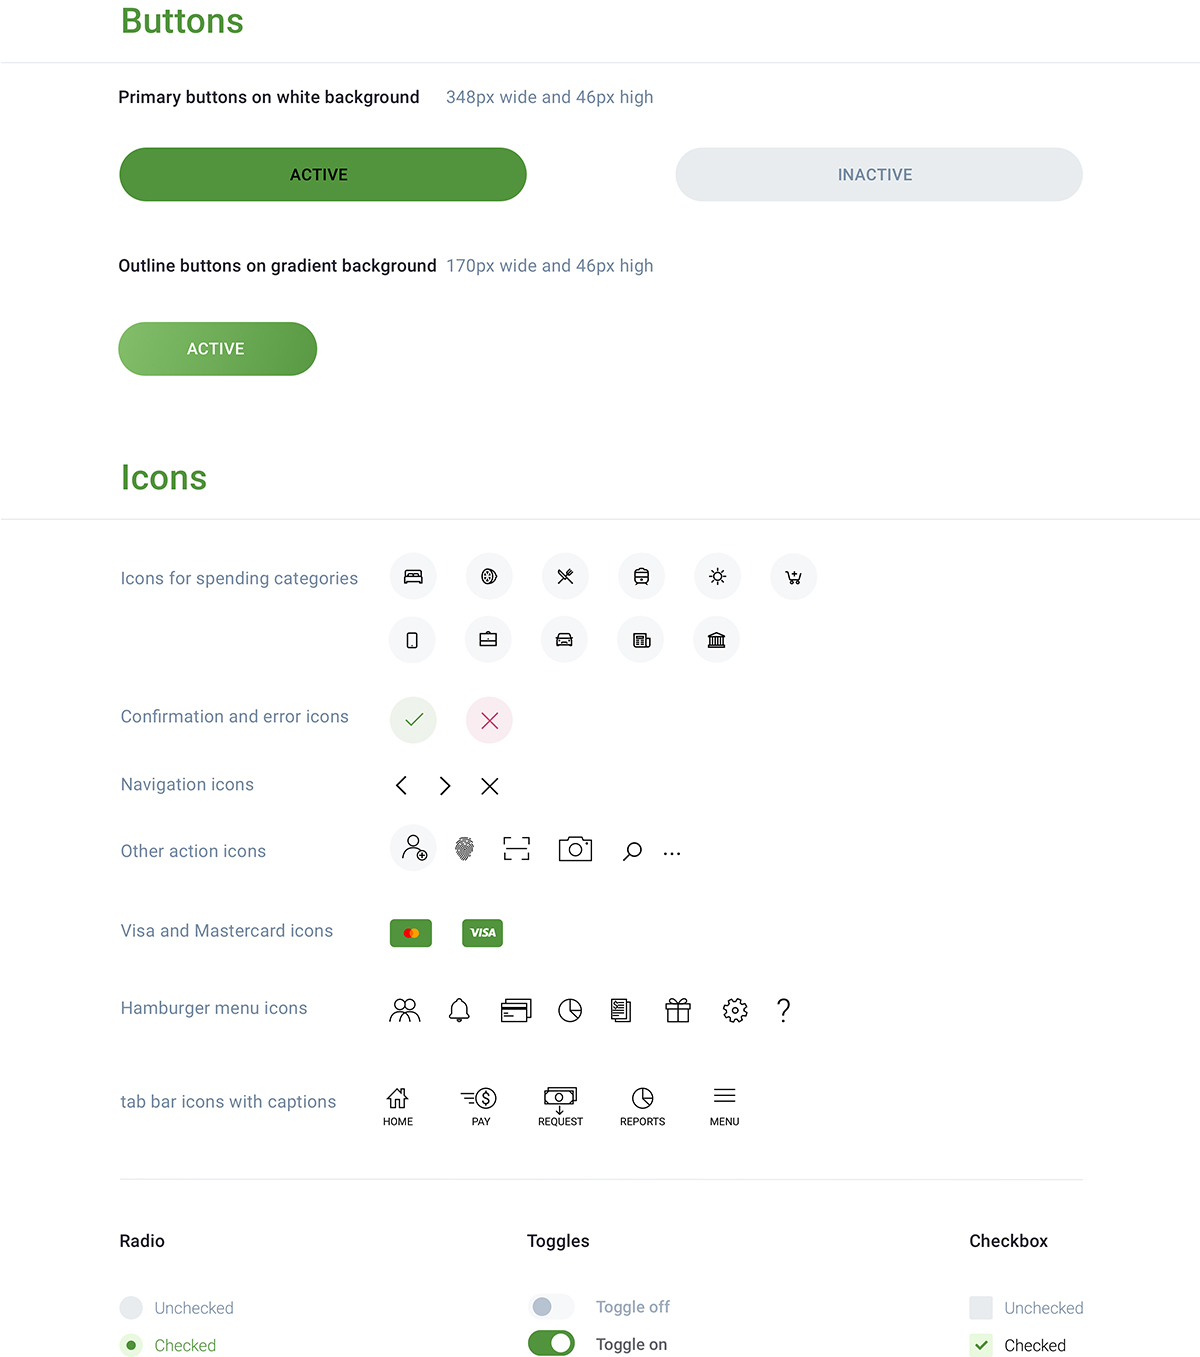 Buttons
Primary buttons on white background 348px wide and 46px high
ACTIVE INACTIVE
Outline buttons on gradient background 170px wide and 46px high
ACTIVE
Icons
Icons for spending categories
Confirmation and error icons
Navigation icons
Other action icons
Visa and Mastercard icons VISA
Hamburger menu icons
tab bar icons with captions
HOME PAY REQUEST REPORTS MENU
Radio Toggles Checkbox
Unchecked Toggle off Unchecked
Checked Toggle on Checked